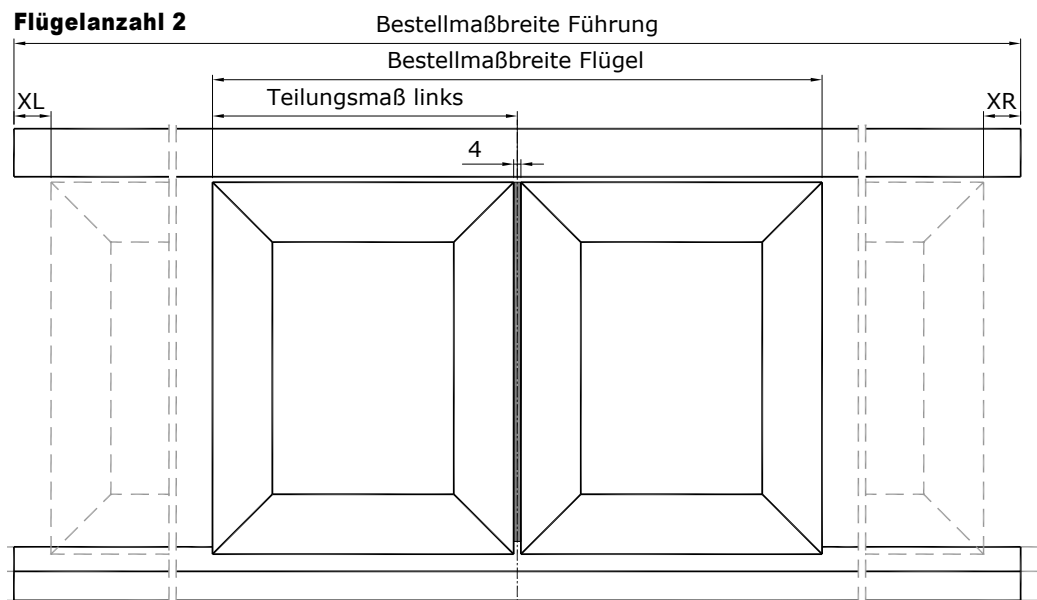 Flügelanzahl 2
Bestellmaßbreite Führung
Bestellmaßbreite Flügel
Teilungsmaß links
XL
XR
4